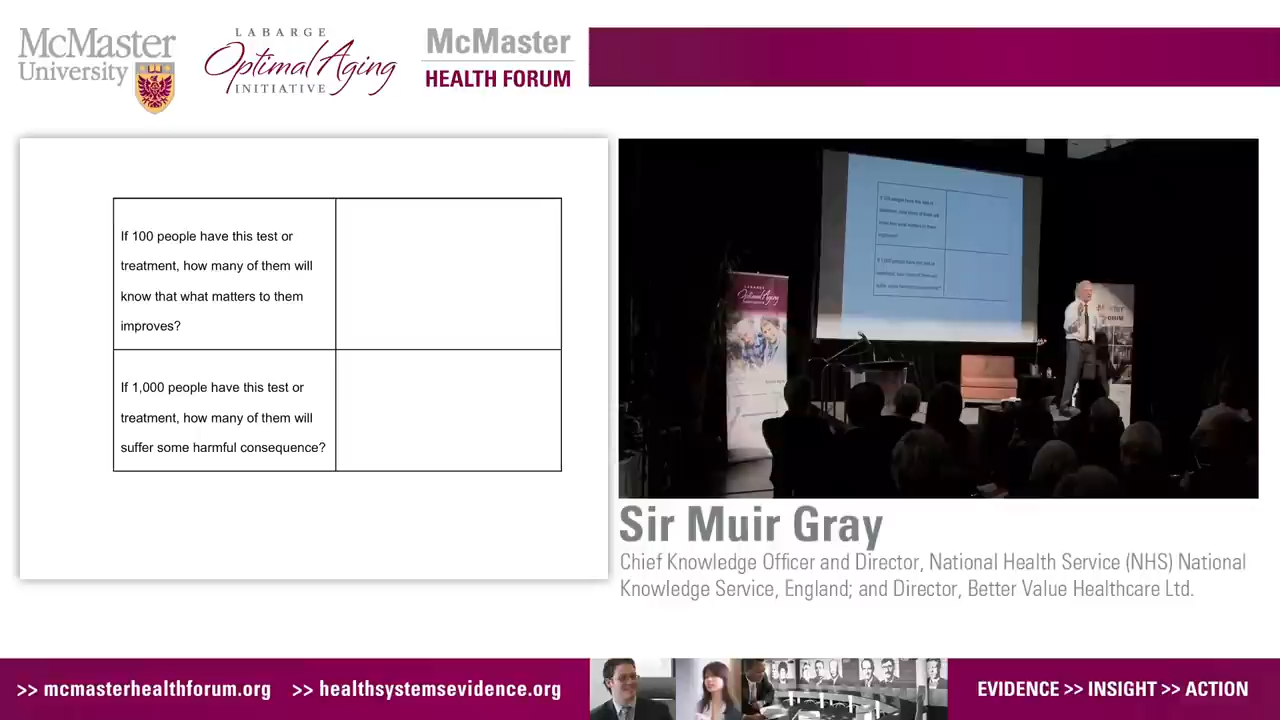 McMaster
University
LABARGE
Optimal Aging
INITIATIVE
McMaster
HEALTH FORUM
If 100 people have this test or
treatment, how many of them will
know that what matters to them
improves?
If 1,000 people have this test or
treatment, how many of them will
suffer some harmful consequence?
LABARGE
Optimal Aging
Sir Muir Gray
Chief Knowledge Officer and Director, National Health Service (NHS) National
Knowledge Service, England; and Director, Better Value Healthcare Ltd.
>> mcmasterhealthforum.org >> healthsystemsevidence.org
EVIDENCE >> INSIGHT >> ACTION